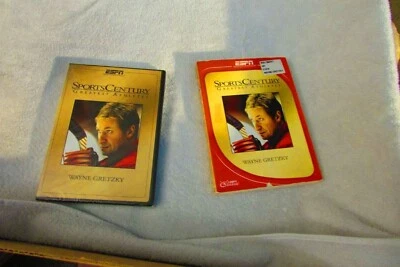 ESPN
SPORTSCENTURY
GREATEST ATHLETES
WAYNE GRETZKY
ESPN
SPORTSCENTURY
GREATEST ATHLETES
WAYNE GRETZKY